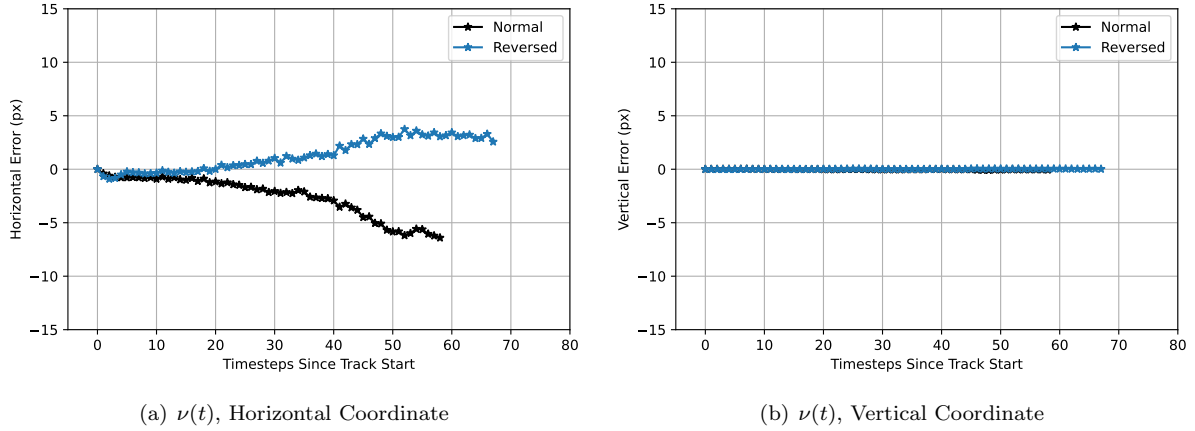 15
10
5
0
−5
−10
−15
Horizontal Error (px)
Normal
Reversed
0 10 20 30 40 50 60 70 80
Timesteps Since Track Start
(a) ν(t), Horizontal Coordinate
15
10
5
0
−5
−10
−15
Vertical Error (px)
Normal
Reversed
0 10 20 30 40 50 60 70 80
Timesteps Since Track Start
(b) ν(t), Vertical Coordinate